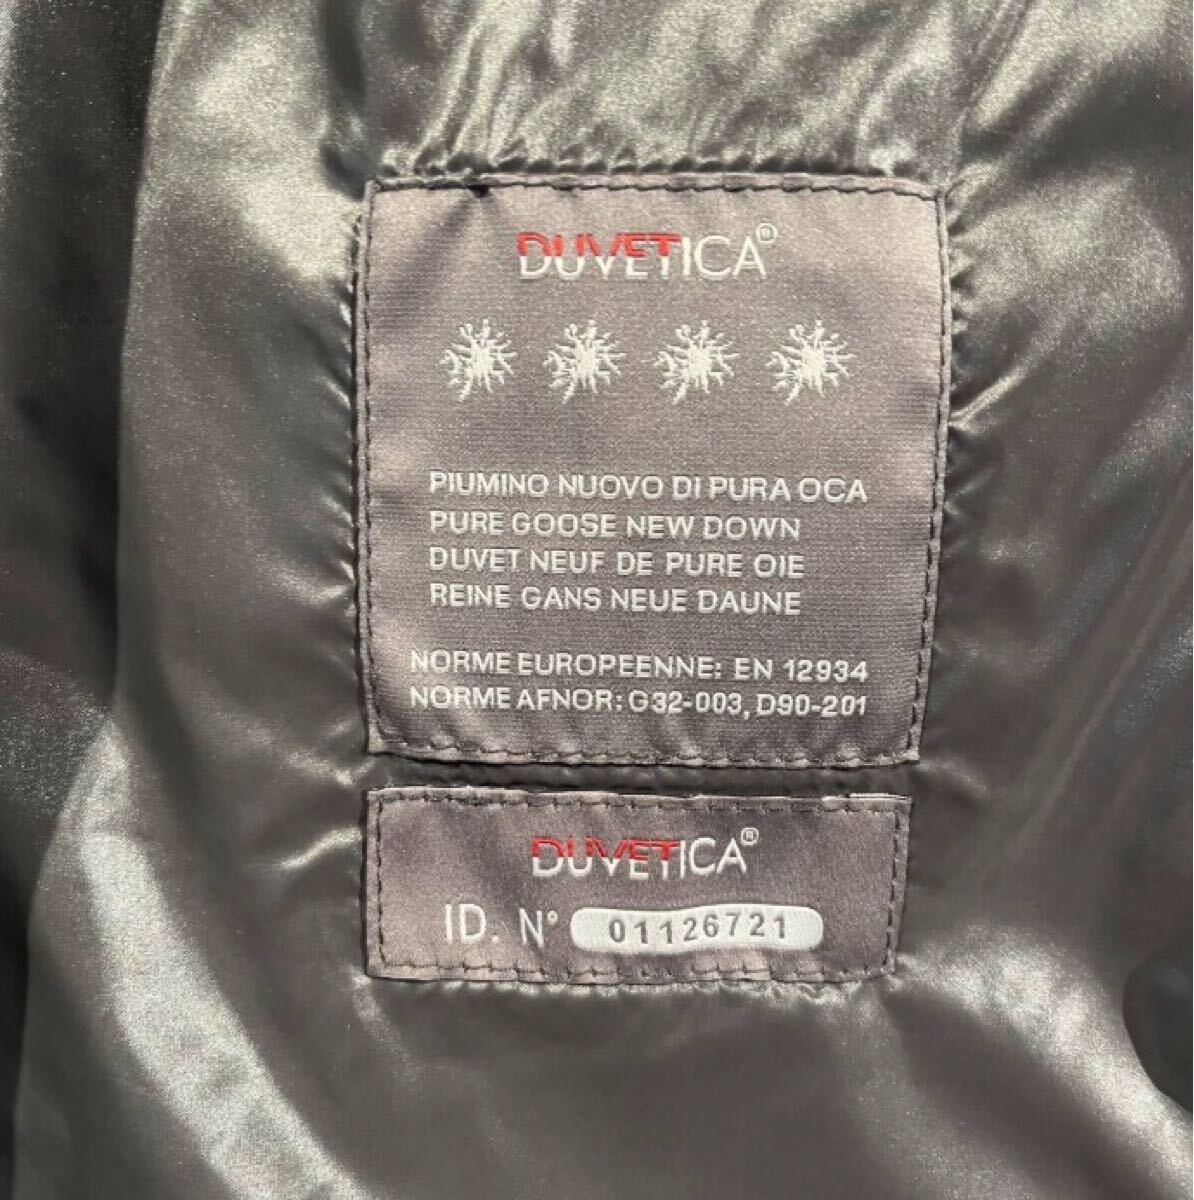 DUVETICA®
PIUMINO NUOVO DI PURA OCA
PURE GOOSE NEW DOWN
DUVET NEUF DE PURE OIE
REINE GANS NEUE DAUNE
NORME EUROPEENNE: EN 12934
NORME AFNOR: G32-003, D90-201
DUVETICA®
ID. N° 01126721